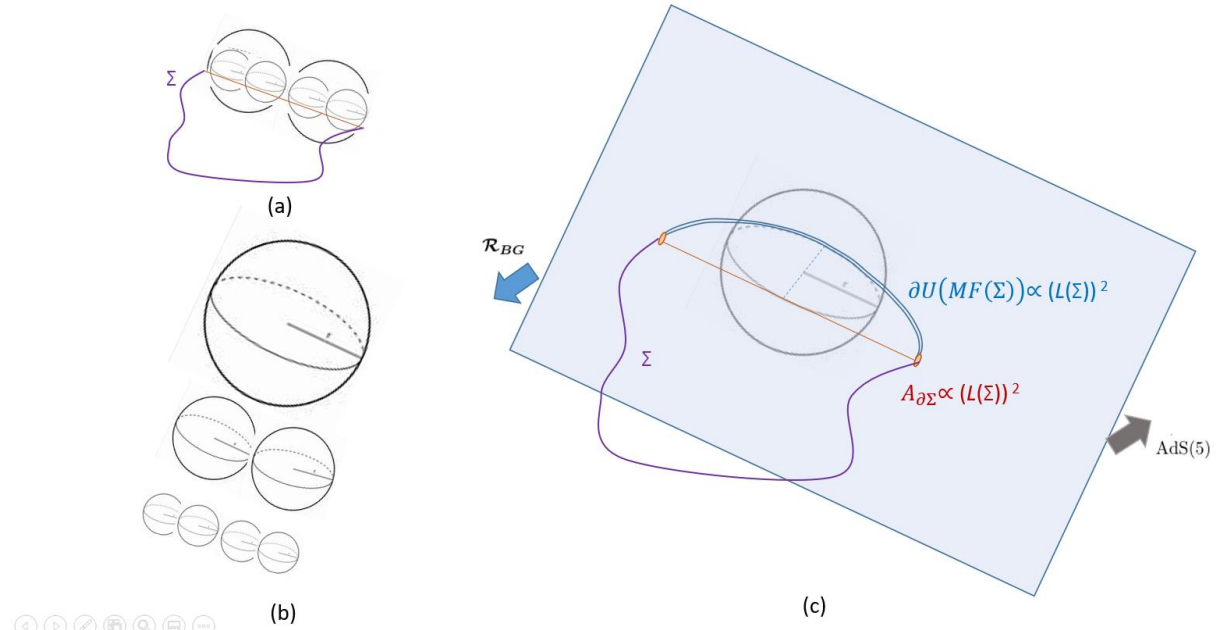 Σ
(a)
(b)
𝓡_BG
Σ
∂U(MF(Σ))∝ (L(Σ))²
A_∂Σ ∝ (L(Σ))²
AdS(5)
(c)